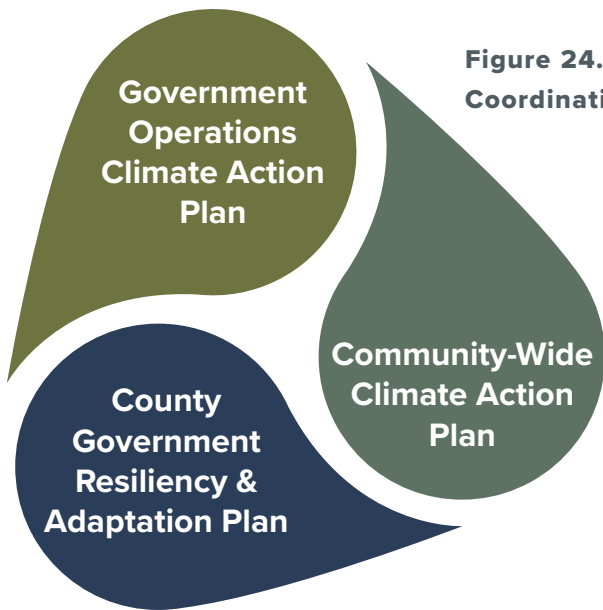 Figure 24.
Government
Operations
Climate Action
Plan
Community-Wide
Climate Action
Plan
County
Government
Resiliency &
Adaptation Plan